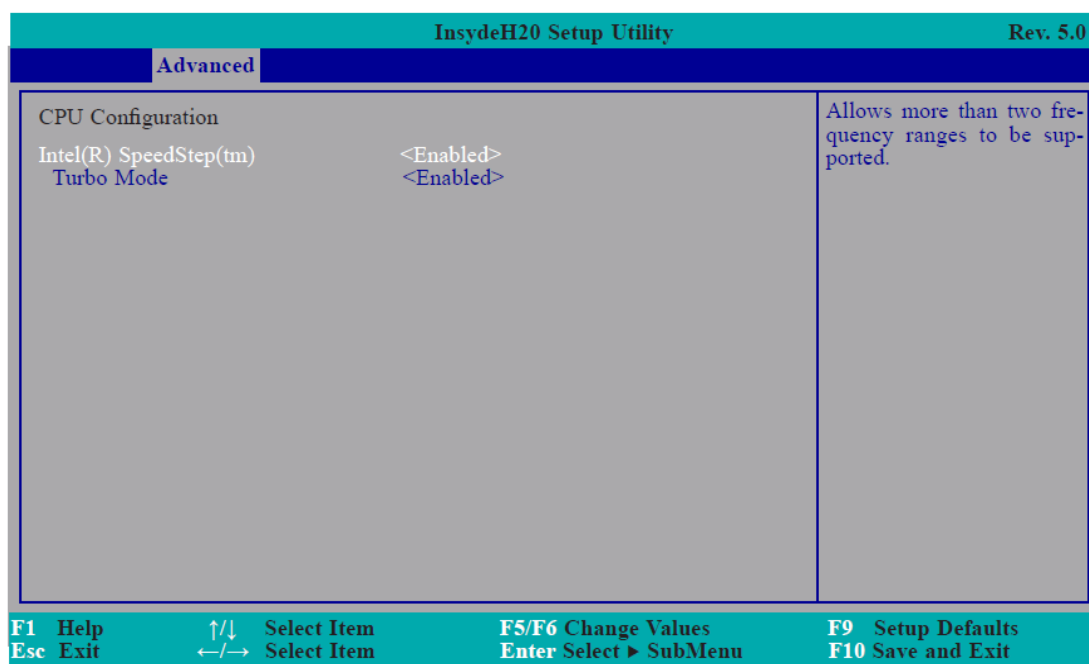 InsydeH20 Setup Utility Rev. 5.0
Advanced
CPU Configuration
Intel(R) SpeedStep(tm) <Enabled>
Turbo Mode <Enabled>
Allows more than two fre-
quency ranges to be sup-
ported.
F1 Help ↑/↓ Select Item F5/F6 Change Values F9 Setup Defaults
Esc Exit ←/→ Select Item Enter Select ▶ SubMenu F10 Save and Exit